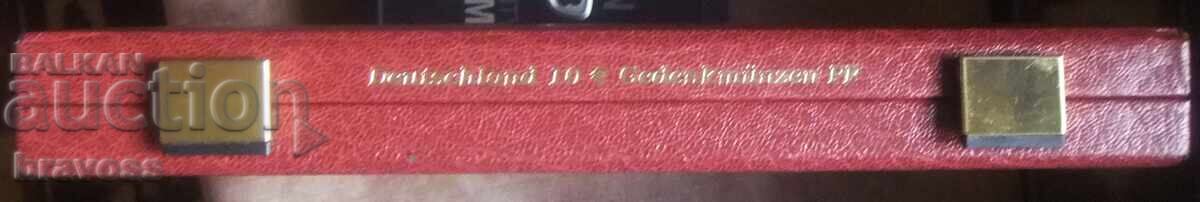 Deutschland 10 € Gedenkmünzen PP
BALKAN
auction
bravoss